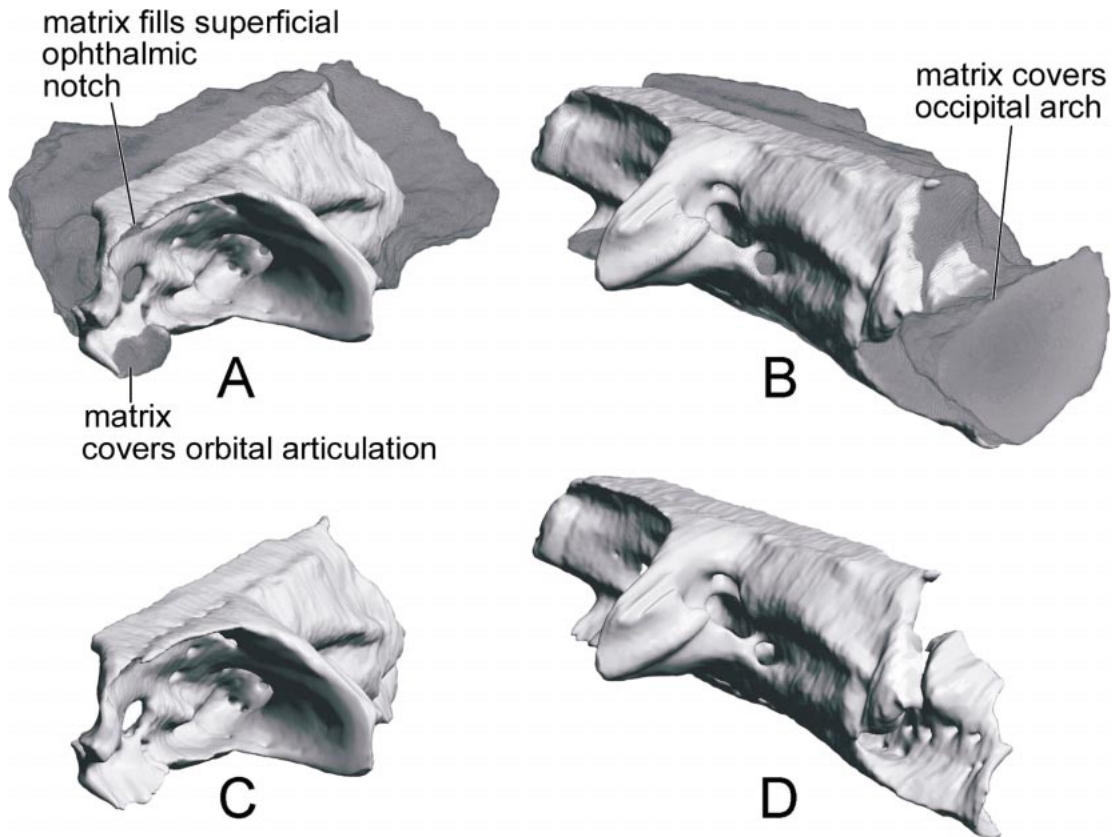 matrix fills superficial
ophthalmic
notch
matrix covers
occipital arch
A
B
matrix
covers orbital articulation
C
D